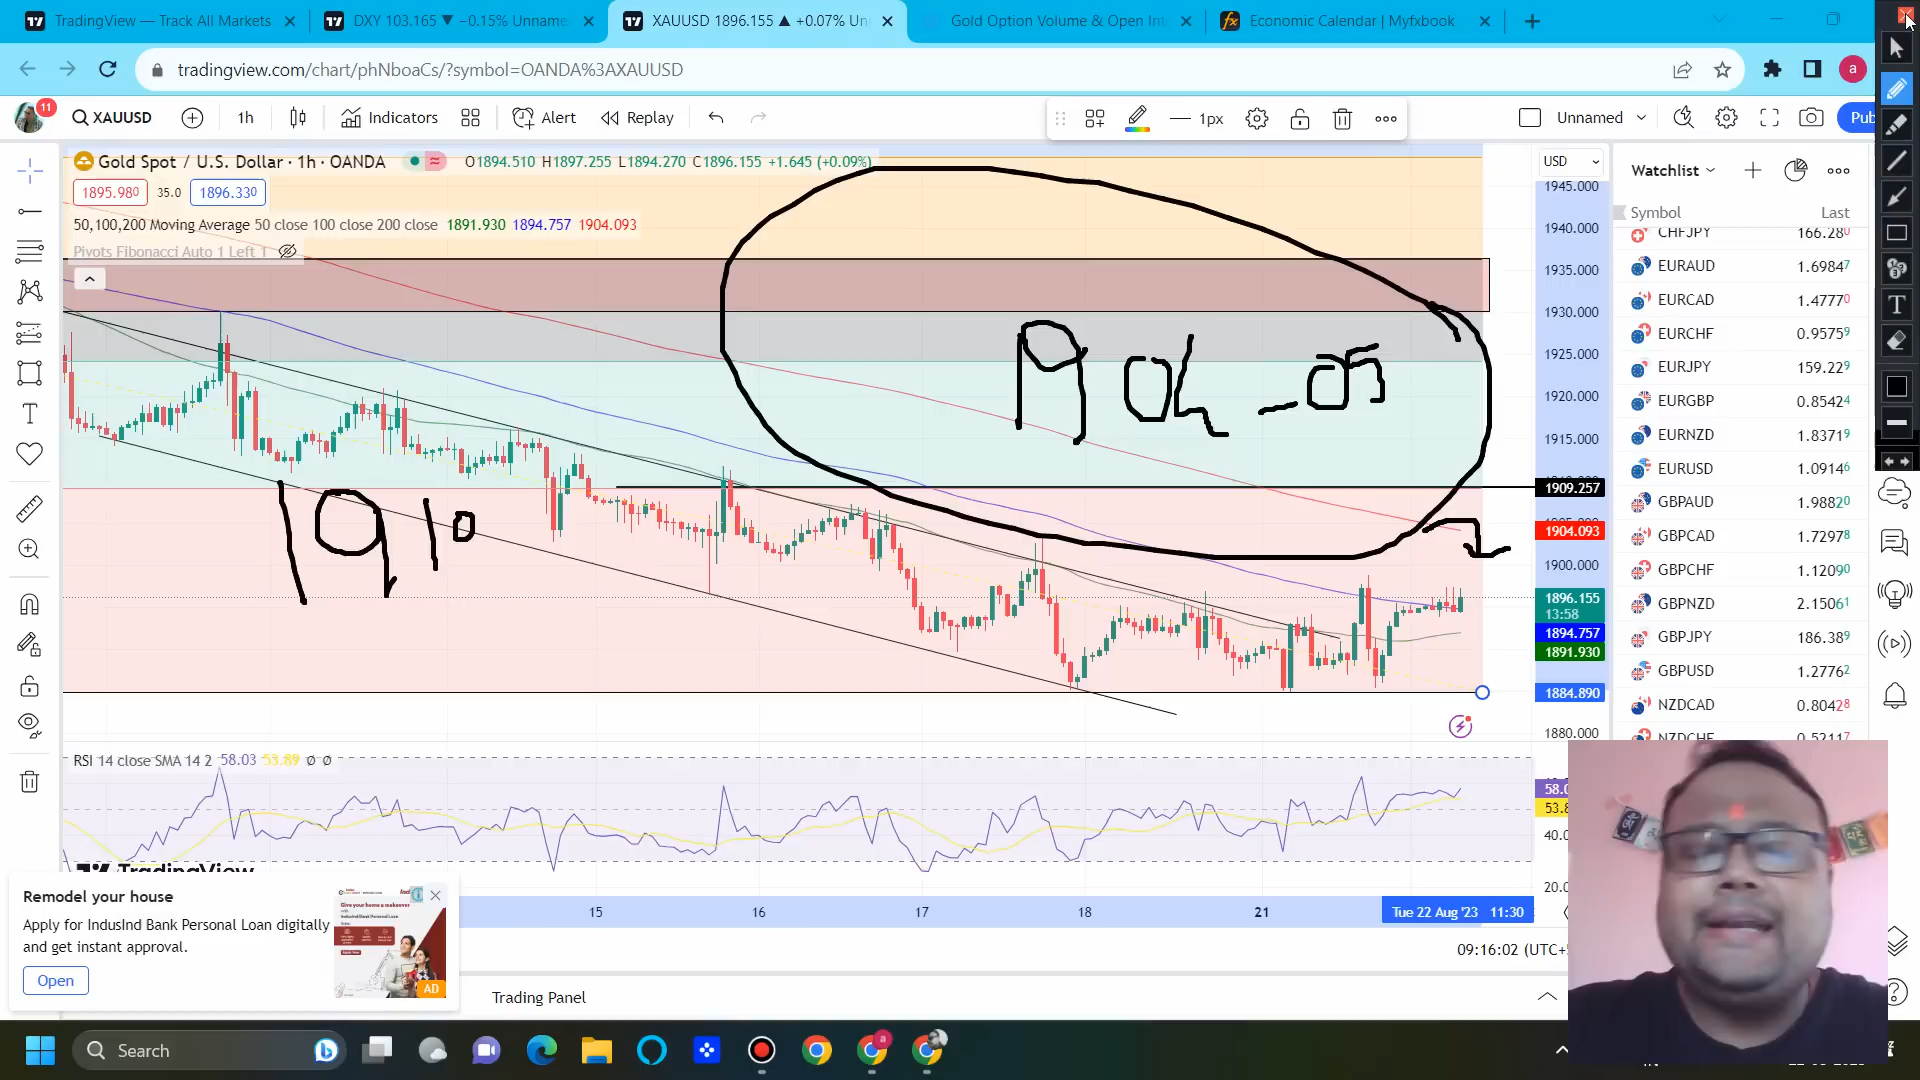 TradingView — Track All Markets
DXY 103.165 ▼ −0.15% Unname
XAUUSD 1896.155 ▲ +0.07% Un
Gold Option Volume & Open Int
Economic Calendar | Myfxbook
tradingview.com/chart/phNboaCs/?symbol=OANDA%3AXAUUSD
a
11
XAUUSD
1h
Indicators
Alert
Replay
1px
Unnamed
Pub
Gold Spot / U.S. Dollar · 1h · OANDA
O1894.510 H1897.255 L1894.270 C1896.155 +1.645 (+0.09%)
1895.980 35.0 1896.330
50,100,200 Moving Average 50 close 100 close 200 close 1891.930 1894.757 1904.093
Pivots Fibonacci Auto 1 Left 1
1910
USD
1945.000
1940.000
1935.000
1930.000
1925.000
1920.000
1915.000
1909.257
1904.093
1900.000
1896.155
13:58
1894.757
1891.930
1884.890
1880.000
Watchlist
Symbol Last
CHFJPY 166.280
EURAUD 1.69847
EURCAD 1.47770
EURCHF 0.95759
EURJPY 159.229
EURGBP 0.85424
EURNZD 1.83719
EURUSD 1.09146
GBPAUD 1.98820
GBPCAD 1.72978
GBPCHF 1.12090
GBPNZD 2.15061
GBPJPY 186.389
GBPUSD 1.27762
NZDCAD 0.80428
NZDCHF 0.52117
RSI 14 close SMA 14 2 58.03 53.89 ∅ ∅
58.0
53.8
40.0
20.0
TradingView
15 16 17 18 21
Tue 22 Aug '23 11:30
09:16:02 (UTC+
Remodel your house
Apply for IndusInd Bank Personal Loan digitally
and get instant approval.
Open
AD
Trading Panel
Search